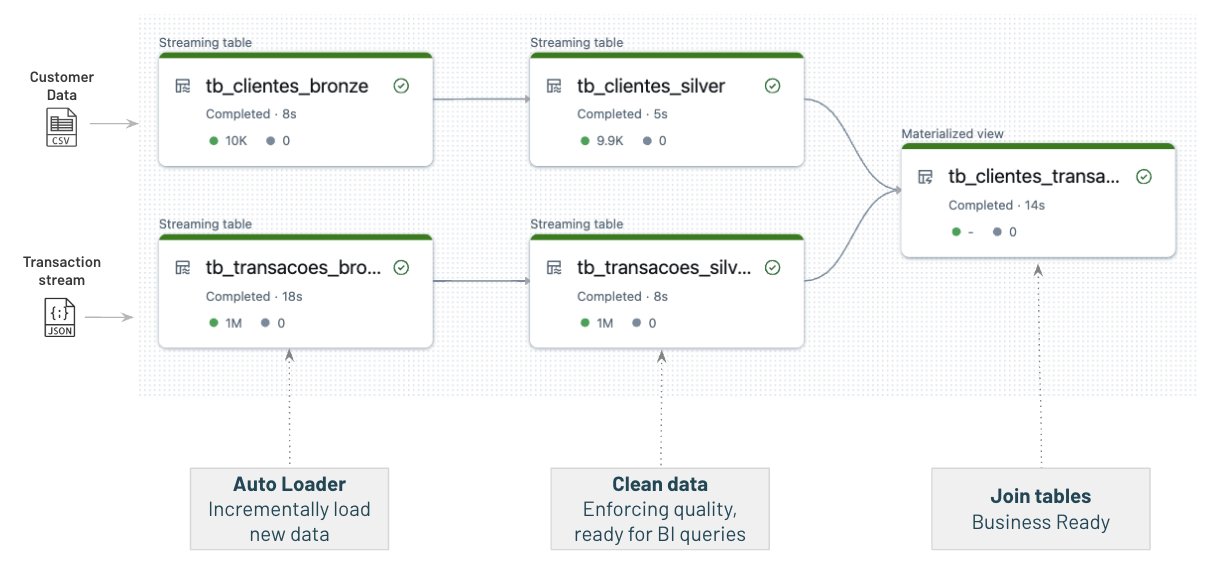 Streaming table
tb_clientes_bronze
Completed · 8s
10K 0
Streaming table
tb_clientes_silver
Completed · 5s
9.9K 0
Customer
Data
CSV
Materialized view
tb_clientes_transa...
Completed · 14s
- 0
Streaming table
tb_transacoes_bro...
Completed · 18s
1M 0
Streaming table
tb_transacoes_silv...
Completed · 8s
1M 0
Transaction
stream
{;}
JSON
Auto Loader
Incrementally load
new data
Clean data
Enforcing quality,
ready for BI queries
Join tables
Business Ready